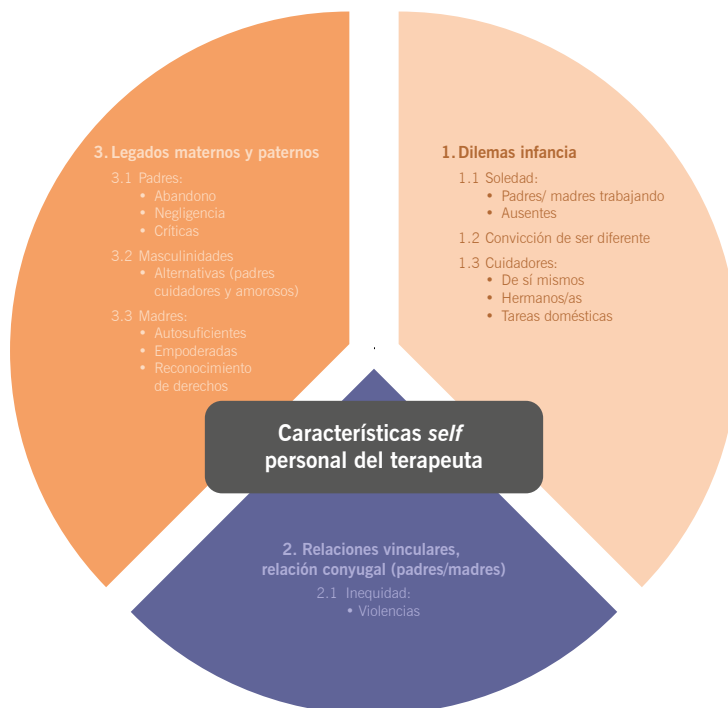 3. Legados maternos y paternos
3.1 Padres:
• Abandono
• Negligencia
• Críticas
3.2 Masculinidades
• Alternativas (padres
cuidadores y amorosos)
3.3 Madres:
• Autosuficientes
• Empoderadas
• Reconocimiento
de derechos
1. Dilemas infancia
1.1 Soledad:
• Padres/ madres trabajando
• Ausentes
1.2 Convicción de ser diferente
1.3 Cuidadores:
• De sí mismos
• Hermanos/as
• Tareas domésticas
Características self
personal del terapeuta
2. Relaciones vinculares,
relación conyugal (padres/madres)
2.1 Inequidad:
• Violencias